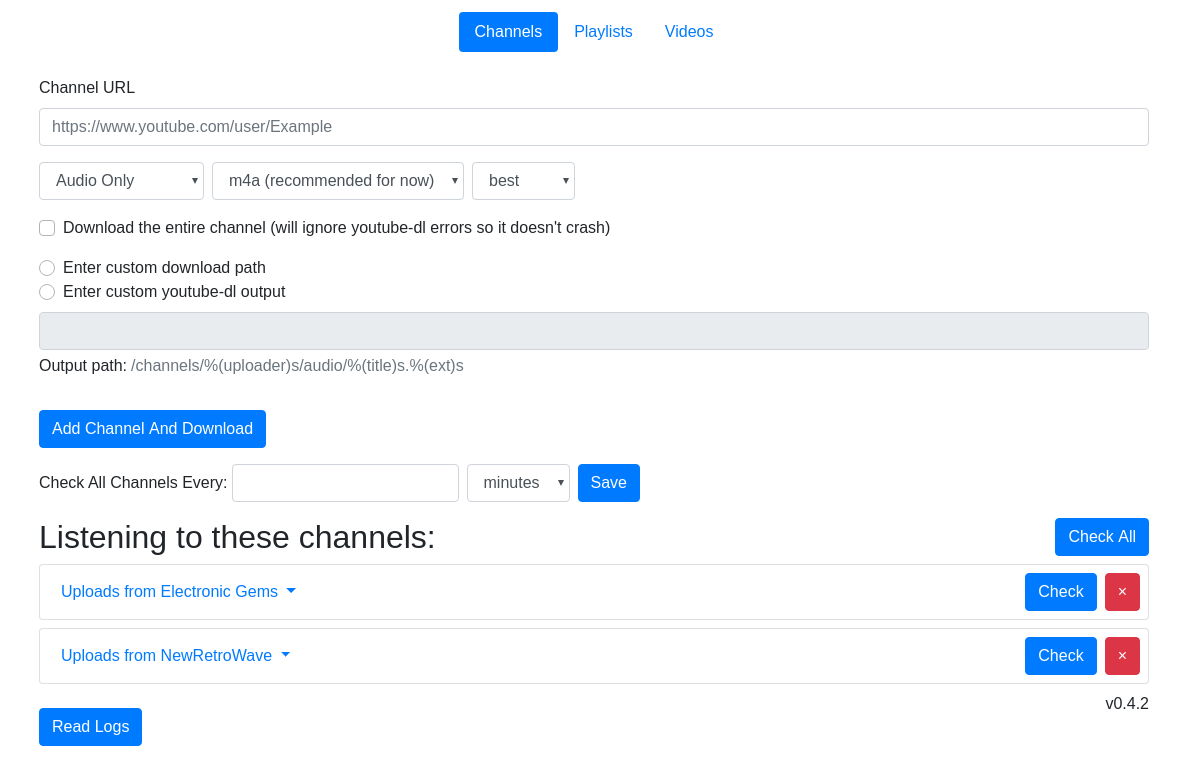 Channels Playlists Videos
Channel URL
https://www.youtube.com/user/Example
Audio Only m4a (recommended for now) best
Download the entire channel (will ignore youtube-dl errors so it doesn't crash)
Enter custom download path
Enter custom youtube-dl output
Output path: /channels/%(uploader)s/audio/%(title)s.%(ext)s
Add Channel And Download
Check All Channels Every: minutes Save
Listening to these channels: Check All
Uploads from Electronic Gems Check ×
Uploads from NewRetroWave Check ×
v0.4.2
Read Logs